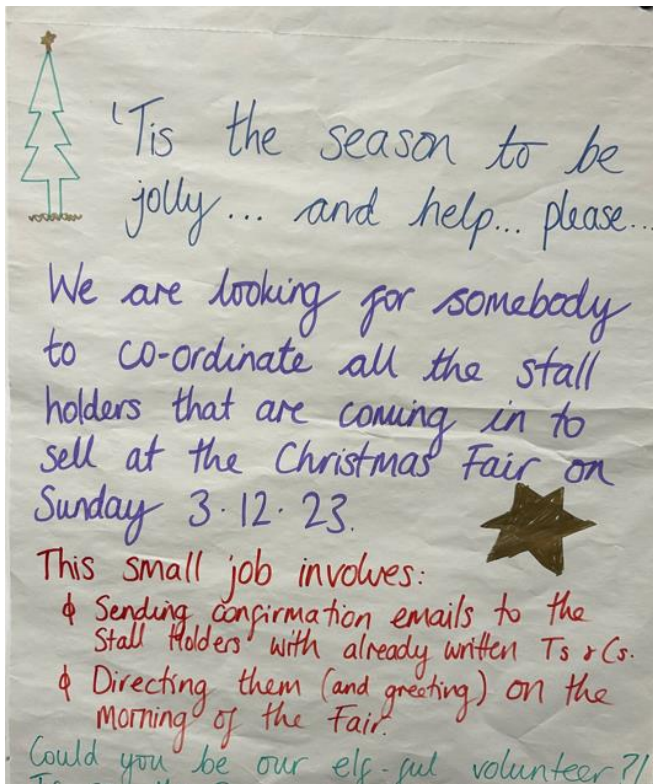 'Tis the season to be
jolly... and help... please...
We are looking for somebody
to co-ordinate all the stall
holders that are coming in to
sell at the Christmas Fair on
Sunday 3.12.23.
This small job involves:
Sending confirmation emails to the
Stall Holders with already written Ts & Cs.
Directing them (and greeting) on the
morning of the Fair.
Could you be our elf-ful volunteer?!